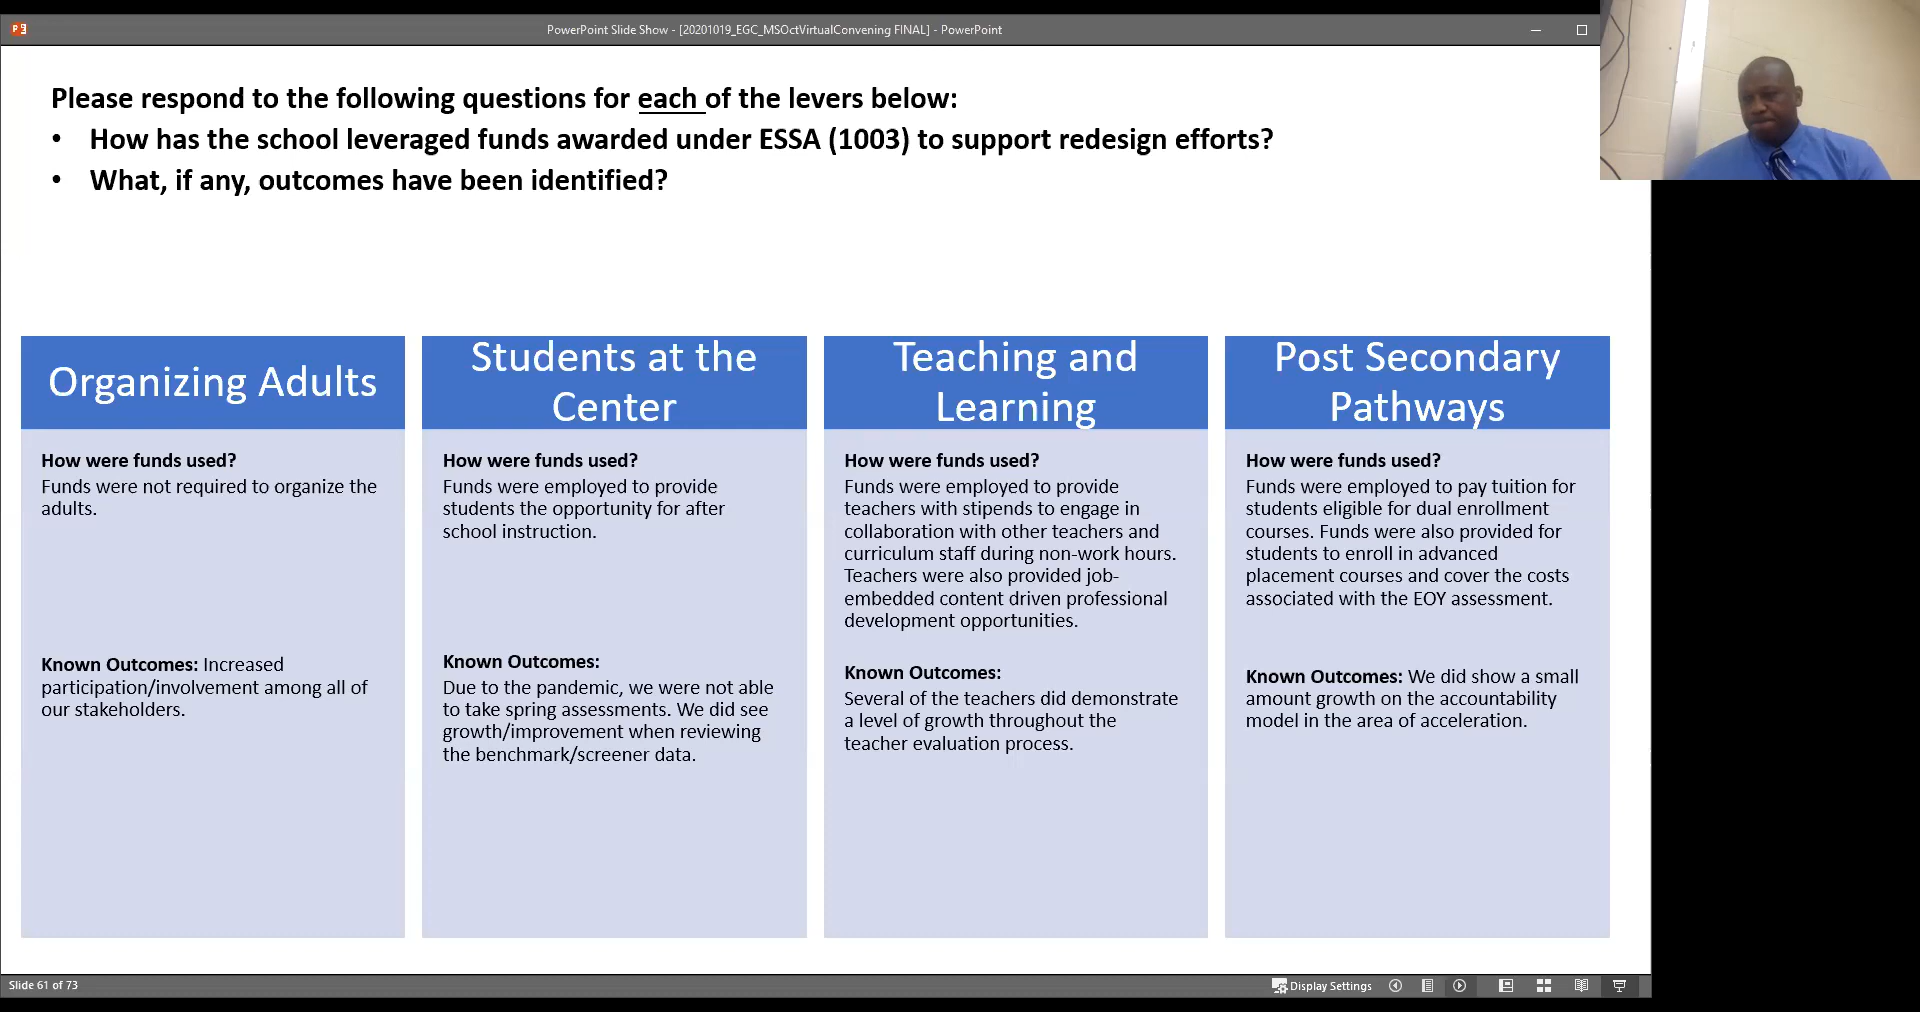 PowerPoint Slide Show - [20201019_EGC_MSOctVirtualConvening FINAL] - PowerPoint
Please respond to the following questions for each of the levers below:
• How has the school leveraged funds awarded under ESSA (1003) to support redesign efforts?
• What, if any, outcomes have been identified?
Organizing Adults
How were funds used?
Funds were not required to organize the
adults.
Known Outcomes: Increased
participation/involvement among all of
our stakeholders.
Students at the
Center
How were funds used?
Funds were employed to provide
students the opportunity for after
school instruction.
Known Outcomes:
Due to the pandemic, we were not able
to take spring assessments. We did see
growth/improvement when reviewing
the benchmark/screener data.
Teaching and
Learning
How were funds used?
Funds were employed to provide
teachers with stipends to engage in
collaboration with other teachers and
curriculum staff during non-work hours.
Teachers were also provided job-
embedded content driven professional
development opportunities.
Known Outcomes:
Several of the teachers did demonstrate
a level of growth throughout the
teacher evaluation process.
Post Secondary
Pathways
How were funds used?
Funds were employed to pay tuition for
students eligible for dual enrollment
courses. Funds were also provided for
students to enroll in advanced
placement courses and cover the costs
associated with the EOY assessment.
Known Outcomes: We did show a small
amount growth on the accountability
model in the area of acceleration.
Slide 61 of 73
Display Settings